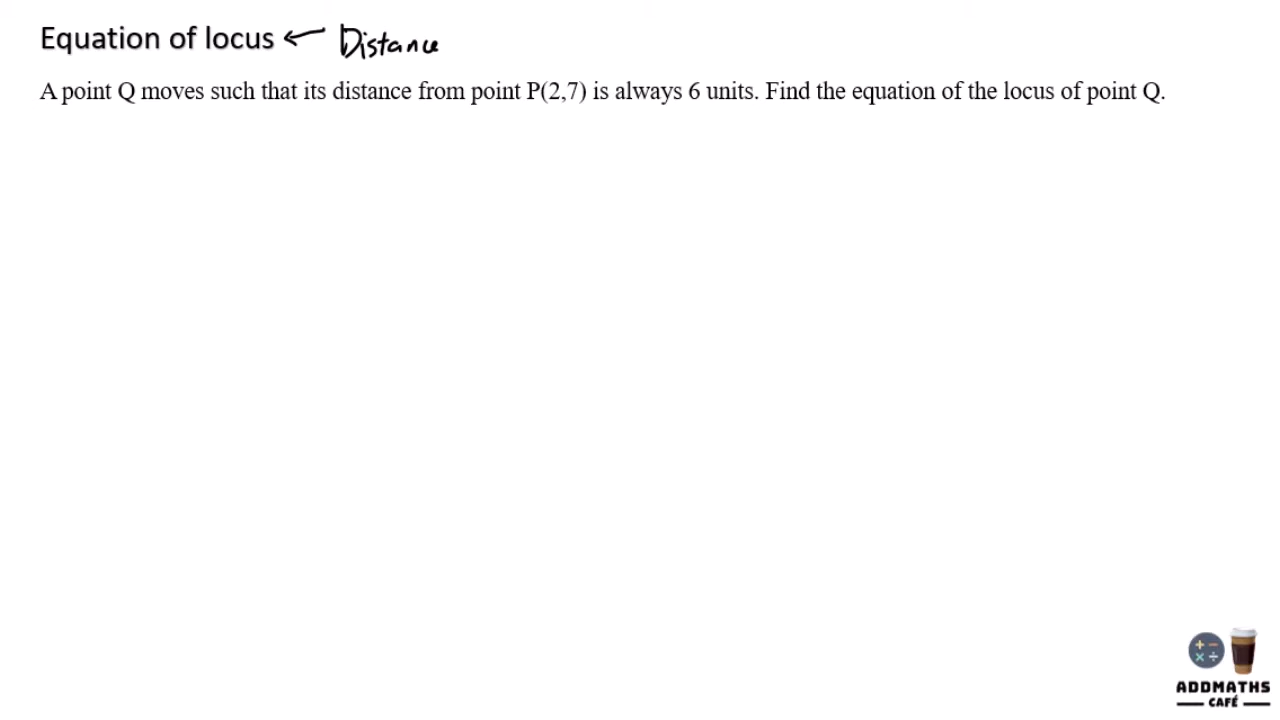 Equation of locus ← Distance
A point Q moves such that its distance from point P(2,7) is always 6 units. Find the equation of the locus of point Q.
+ −
× ÷
ADDMATHS
CAFÉ